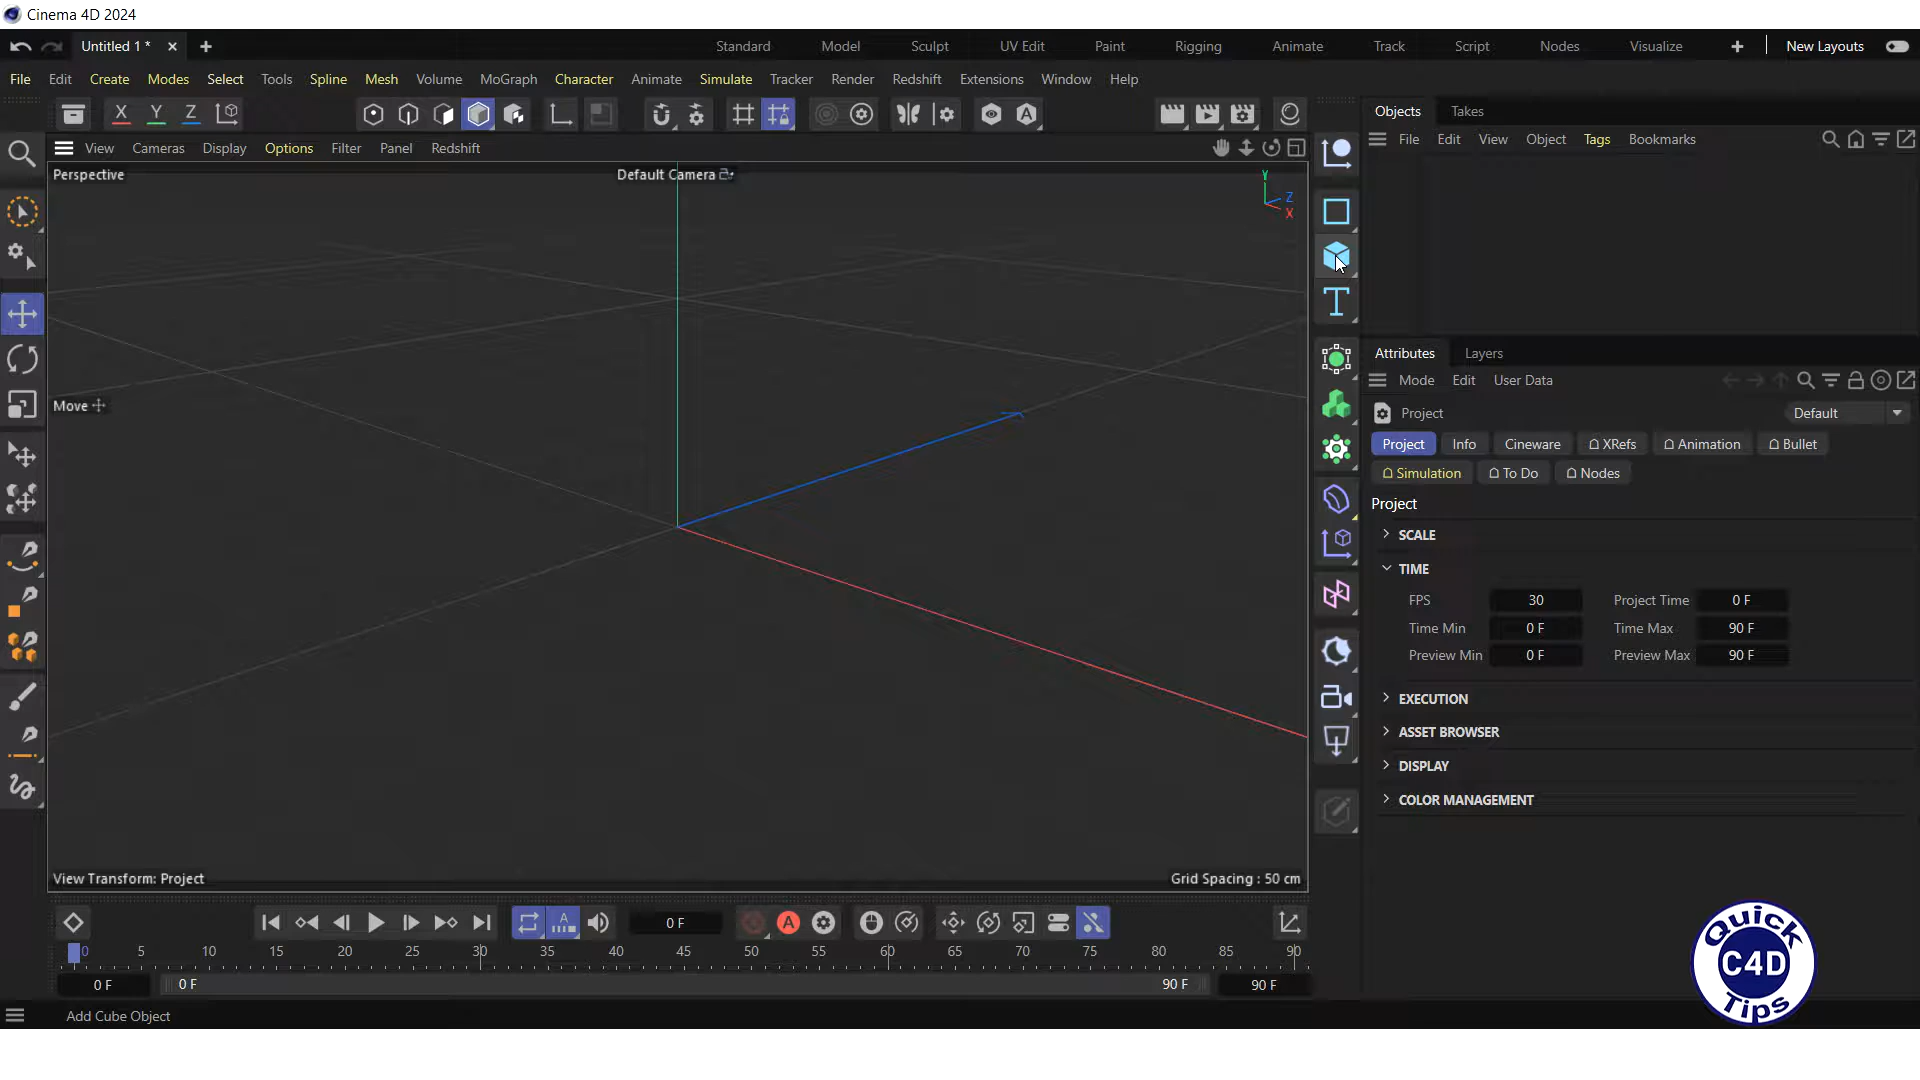 Cinema 4D 2024
Untitled 1 *
Standard Model Sculpt UV Edit Paint Rigging Animate Track Script Nodes Visualize New Layouts
File Edit Create Modes Select Tools Spline Mesh Volume MoGraph Character Animate Simulate Tracker Render Redshift Extensions Window Help
X Y Z
A
Objects Takes
File Edit View Object Tags Bookmarks
View Cameras Display Options Filter Panel Redshift
Perspective
Default Camera
Y
Z
X
T
Attributes Layers
Mode Edit User Data
Move
Project
Default
Project Info Cineware XRefs Animation Bullet
Simulation To Do Nodes
Project
SCALE
TIME
FPS 30 Project Time 0 F
Time Min 0 F Time Max 90 F
Preview Min 0 F Preview Max 90 F
EXECUTION
ASSET BROWSER
DISPLAY
COLOR MANAGEMENT
View Transform: Project
Grid Spacing : 50 cm
A
0 F
A
0 5 10 15 20 25 30 35 40 45 50 55 60 65 70 75 80 85 90
0 F 0 F 90 F 90 F
Add Cube Object
Quick
C4D
Tips